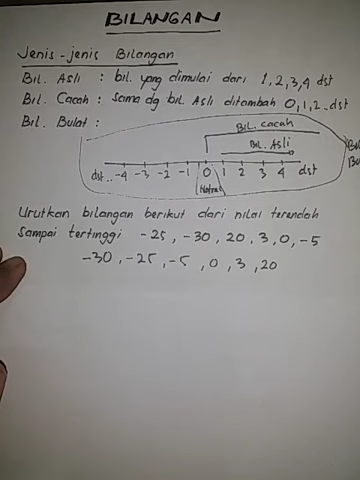 BILANGAN
Jenis-jenis Bilangan
Bil. Asli : bil. yang dimulai dari 1,2,3,4 dst
Bil. Cacah : sama dg bil. Asli ditambah 0,1,2..dst
Bil. Bulat :
Bil. cacah
Bil. Asli
dst.. -4 -3 -2 -1 0 1 2 3 4 dst
Urutkan bilangan berikut dari nilai terendah
sampai tertinggi -25, -30, 20, 3, 0, -5
-30, -25, -5, 0, 3, 20